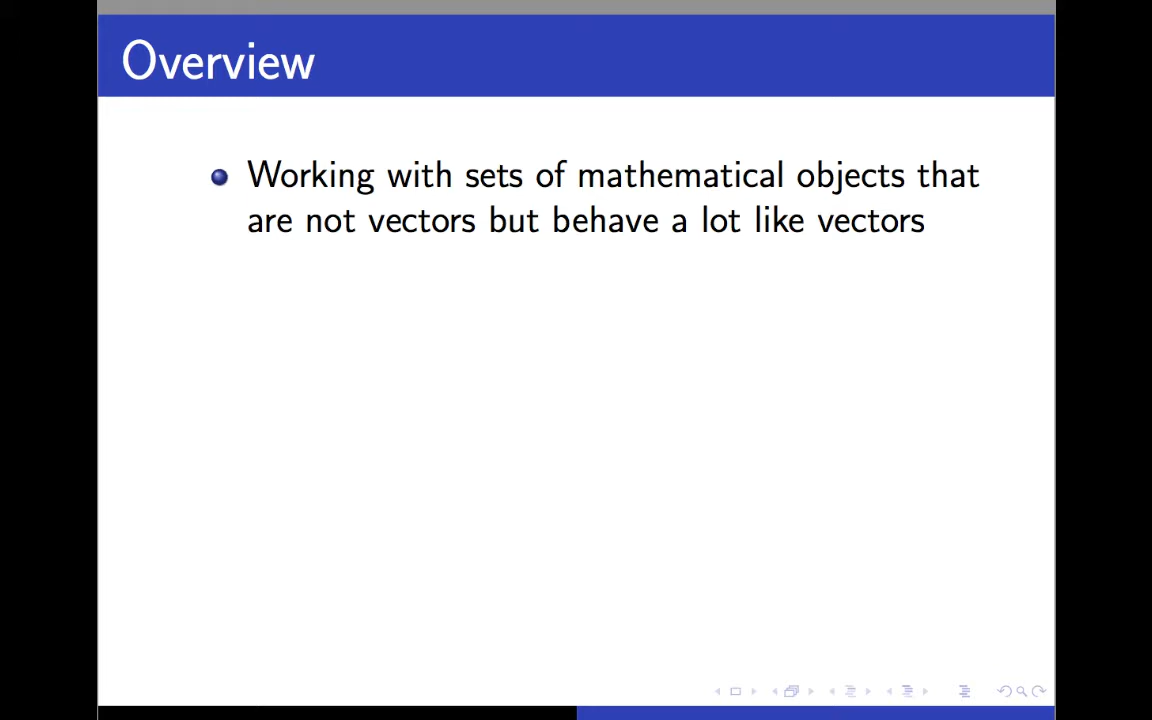 Overview
Working with sets of mathematical objects that
are not vectors but behave a lot like vectors